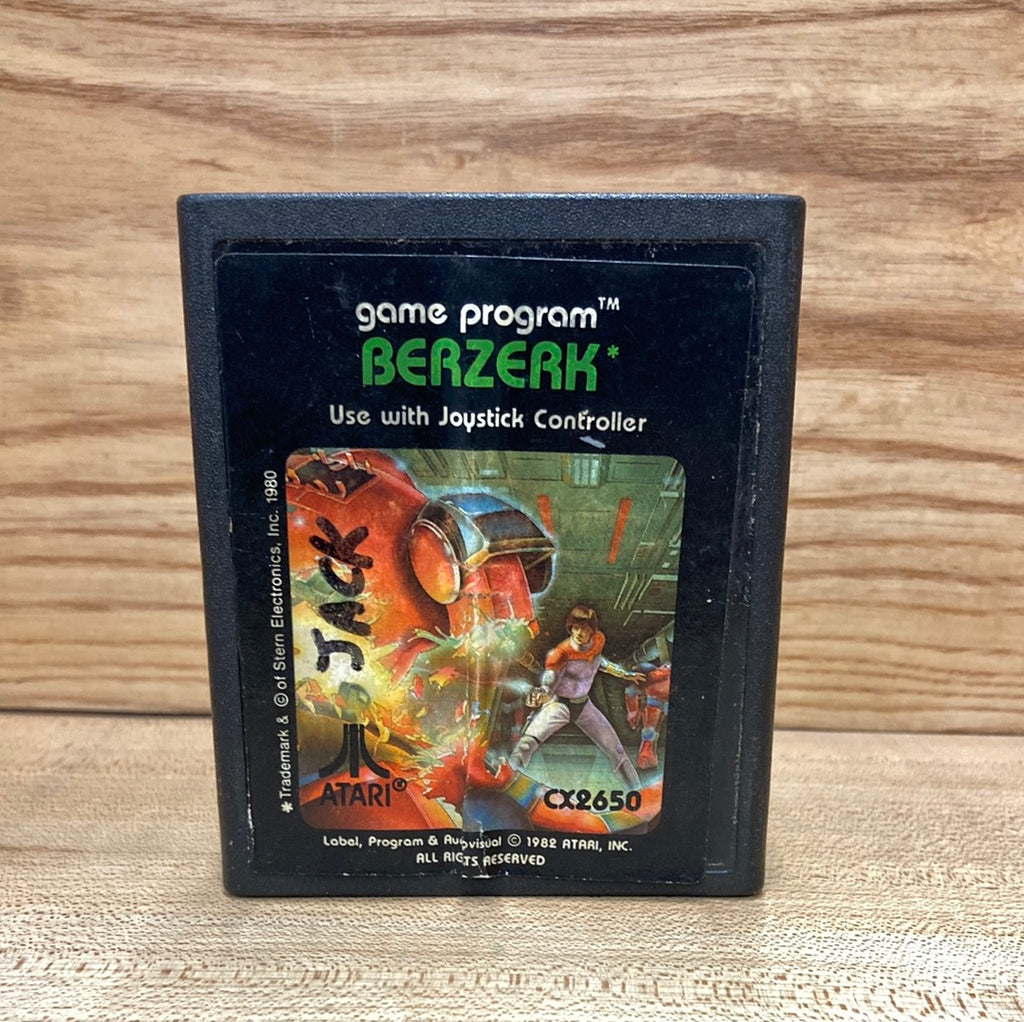 game program™
BERZERK*
Use with Joystick Controller
*Trademark & © of Stern Electronics, Inc. 1980
JACK
ATARI®
CX2650
Label, Program & Audiovisual © 1982 ATARI, INC.
ALL RIGTS RESERVED